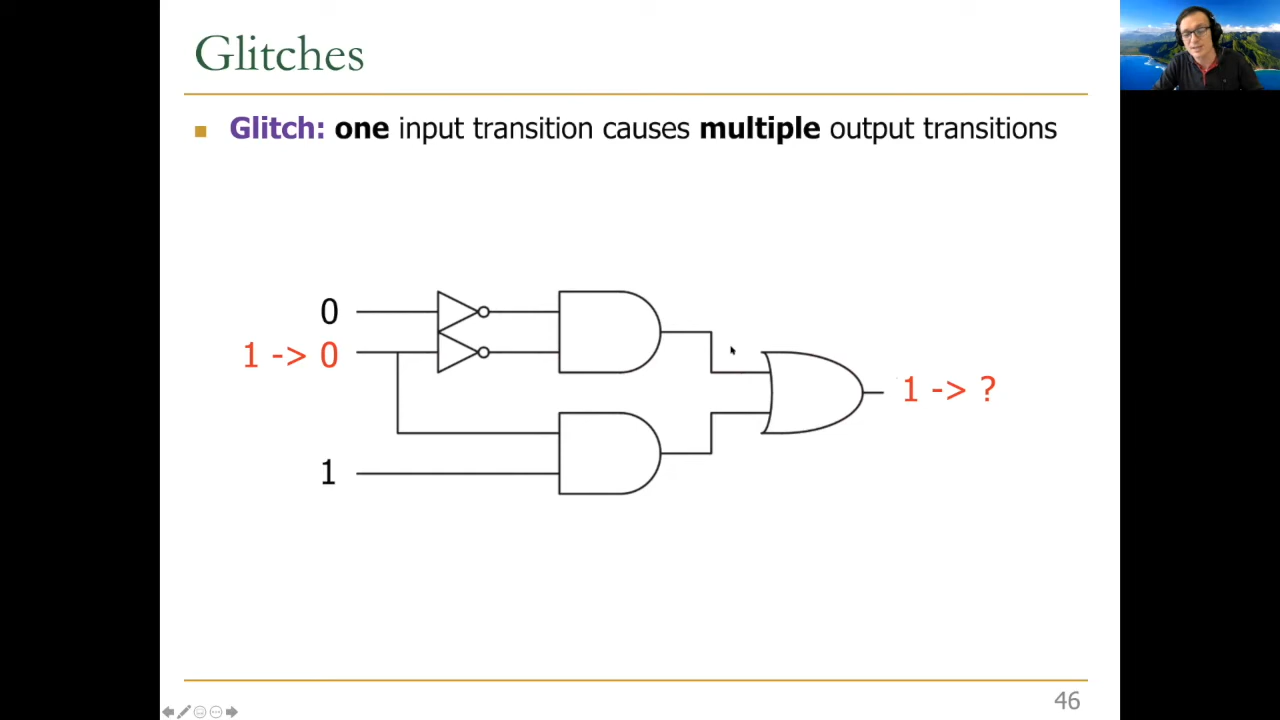 Glitches
Glitch: one input transition causes multiple output transitions
0
1 -> 0
1 -> ?
1
46